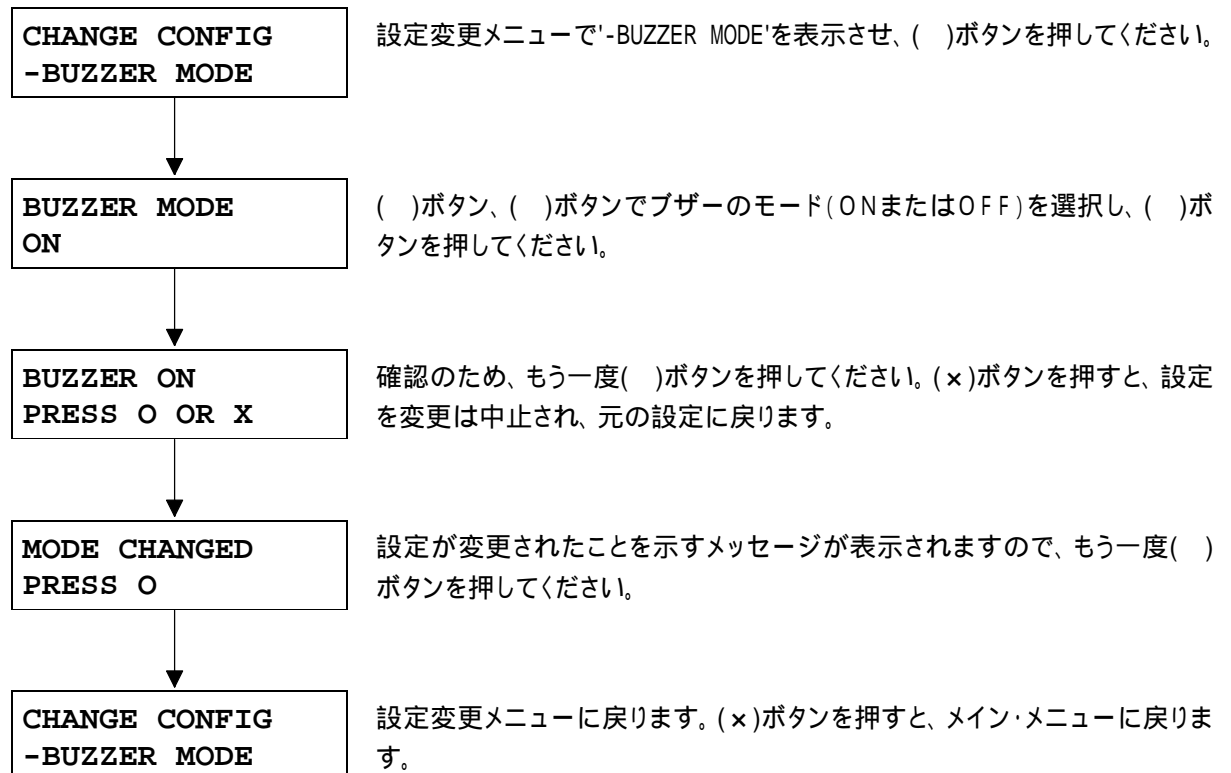 CHANGE CONFIG
-BUZZER MODE
設定変更メニューで'-BUZZER MODE'を表示させ、(　)ボタンを押してください。
BUZZER MODE
ON
(　)ボタン、(　)ボタンでブザーのモード(ONまたはOFF)を選択し、(　)ボ
タンを押してください。
BUZZER ON
PRESS O OR X
確認のため、もう一度(　)ボタンを押してください。(×)ボタンを押すと、設定
を変更は中止され、元の設定に戻ります。
MODE CHANGED
PRESS O
設定が変更されたことを示すメッセージが表示されますので、もう一度(　)
ボタンを押してください。
CHANGE CONFIG
-BUZZER MODE
設定変更メニューに戻ります。(×)ボタンを押すと、メイン・メニューに戻りま
す。